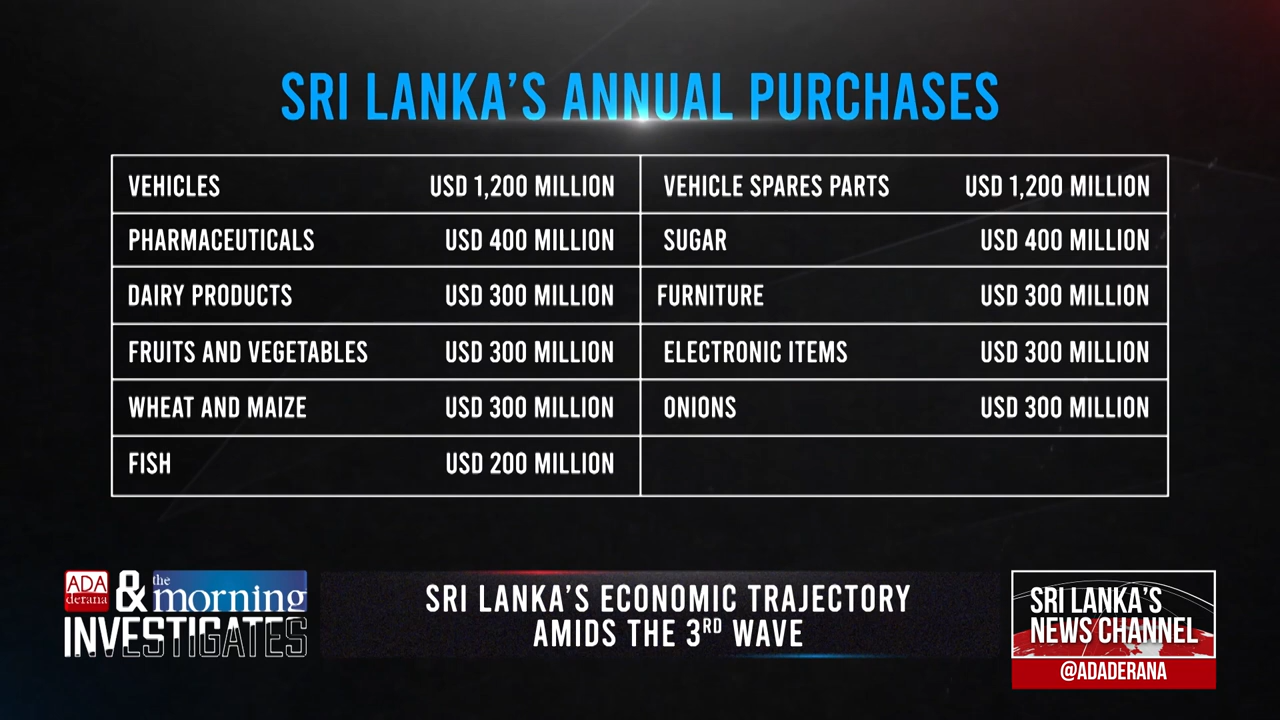 SRI LANKA'S ANNUAL PURCHASES
VEHICLES USD 1,200 MILLION VEHICLE SPARES PARTS USD 1,200 MILLION
PHARMACEUTICALS USD 400 MILLION SUGAR USD 400 MILLION
DAIRY PRODUCTS USD 300 MILLION FURNITURE USD 300 MILLION
FRUITS AND VEGETABLES USD 300 MILLION ELECTRONIC ITEMS USD 300 MILLION
WHEAT AND MAIZE USD 300 MILLION ONIONS USD 300 MILLION
FISH USD 200 MILLION
ADA derana & the morning
INVESTIGATES
SRI LANKA'S ECONOMIC TRAJECTORY
AMIDS THE 3RD WAVE
SRI LANKA'S
NEWS CHANNEL
@ADADERANA